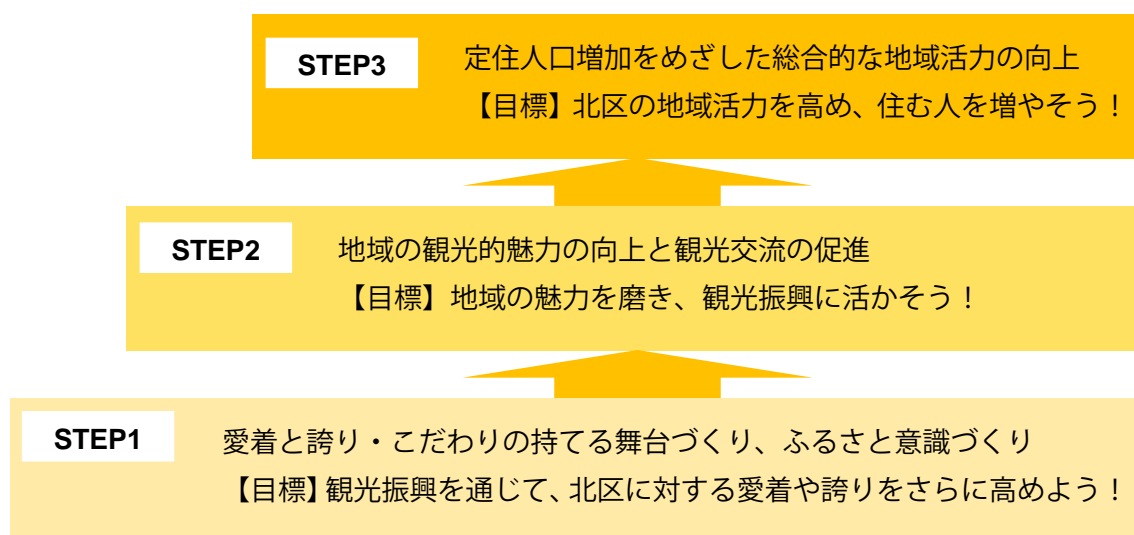 STEP3
定住人口増加をめざした総合的な地域活力の向上
【目標】北区の地域活力を高め、住む人を増やそう！
STEP2
地域の観光的魅力の向上と観光交流の促進
【目標】地域の魅力を磨き、観光振興に活かそう！
STEP1
愛着と誇り・こだわりの持てる舞台づくり、ふるさと意識づくり
【目標】観光振興を通じて、北区に対する愛着や誇りをさらに高めよう！